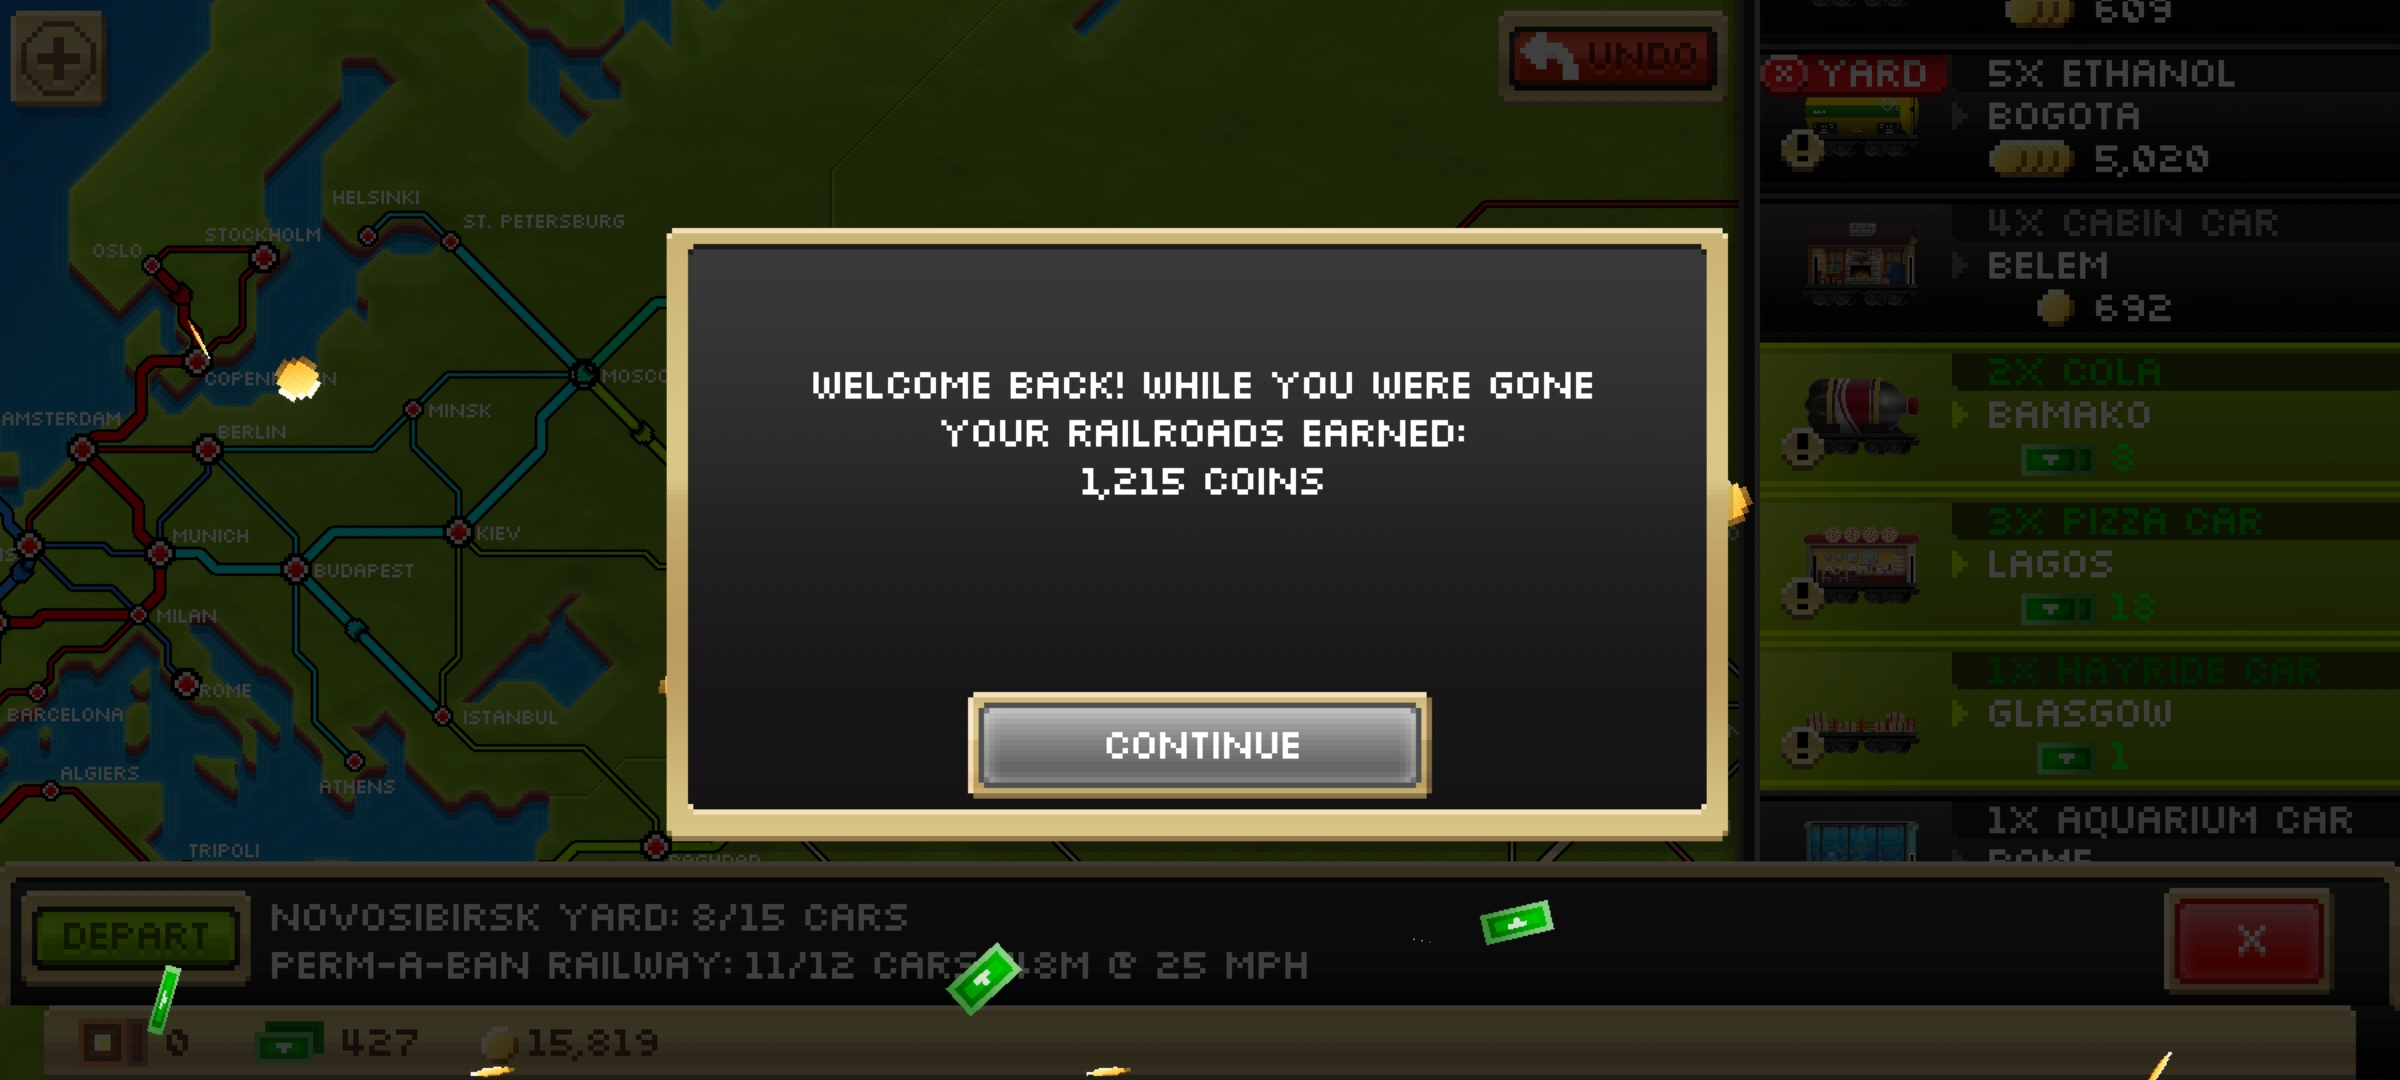 UNDO
HELSINKI
ST. PETERSBURG
STOCKHOLM
OSLO
MINSK
AMSTERDAM
BERLIN
MUNICH
KIEV
BUDAPEST
MILAN
ROME
BARCELONA
ISTANBUL
ALGIERS
ATHENS
TRIPOLI
BAGHDAD
WELCOME BACK! WHILE YOU WERE GONE
YOUR RAILROADS EARNED:
1,215 COINS
CONTINUE
609
YARD
5X ETHANOL
BOGOTA
5,020
4X CABIN CAR
BELEM
692
2X COLA
BAMAKO
8
3X PIZZA CAR
LAGOS
18
1X HAYRIDE CAR
GLASGOW
1
1X AQUARIUM CAR
ROME
DEPART
NOVOSIBIRSK YARD: 8/15 CARS
PERM-A-BAN RAILWAY: 11/12 CARS @ 25 MPH
X
0
427
15,819